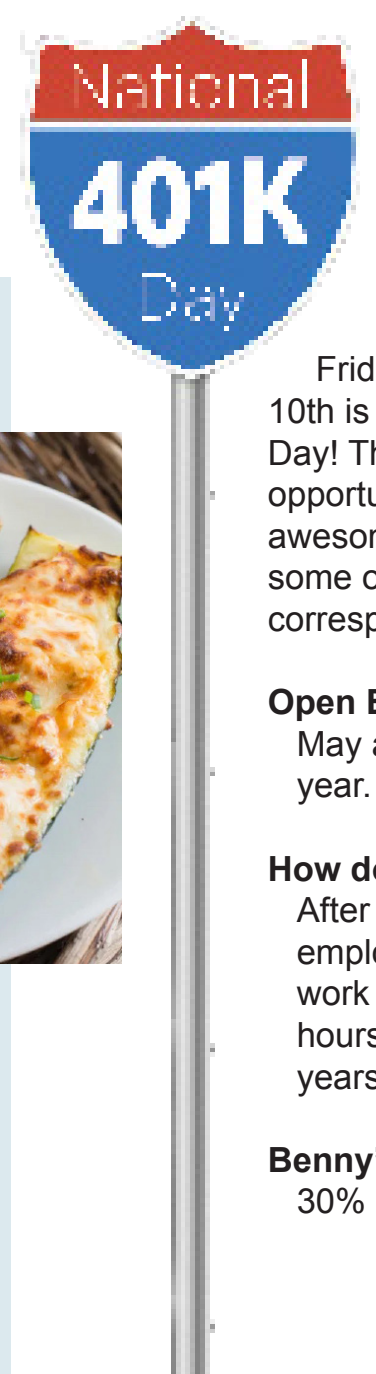 National
401K
Day
Frid
10th is
Day! Th
opportu
aweso
some o
corresp
Open E
May a
year.
How do
After
emplo
work
hours
years
Benny'
30%